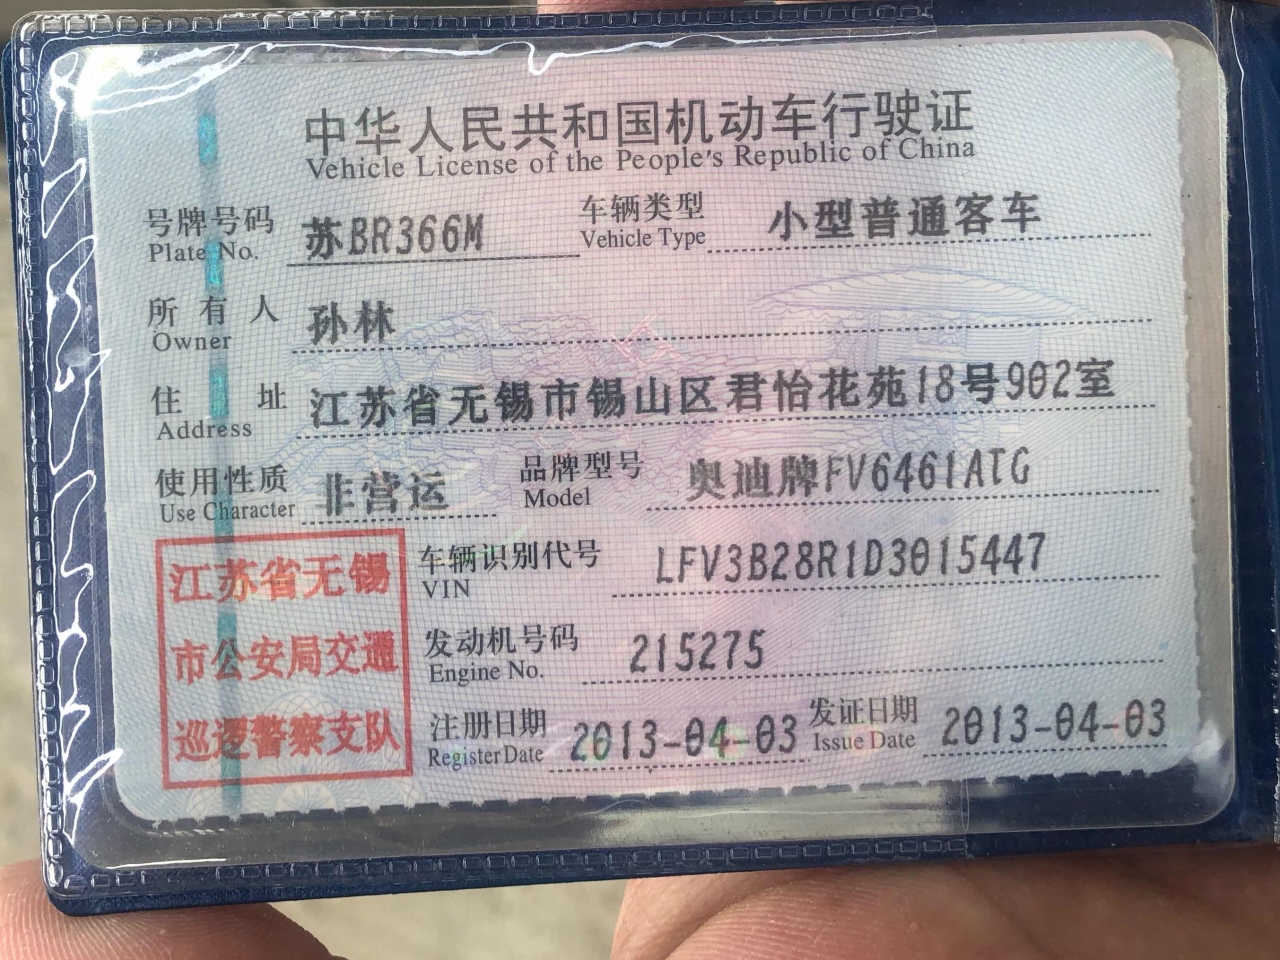 中华人民共和国机动车行驶证
Vehicle License of the People's Republic of China
号牌号码 苏BR366M 车辆类型 小型普通客车
Plate No. Vehicle Type
所有人 孙林
Owner
住址 江苏省无锡市锡山区君怡花苑18号902室
Address
使用性质 非营运 品牌型号 奥迪牌FV6461ATG
Use Character Model
江苏省无锡
市公安局交通
巡逻警察支队
车辆识别代号 LFV3B28R1D3015447
VIN
发动机号码 215275
Engine No.
注册日期 2013-04-03 发证日期 2013-04-03
Register Date Issue Date